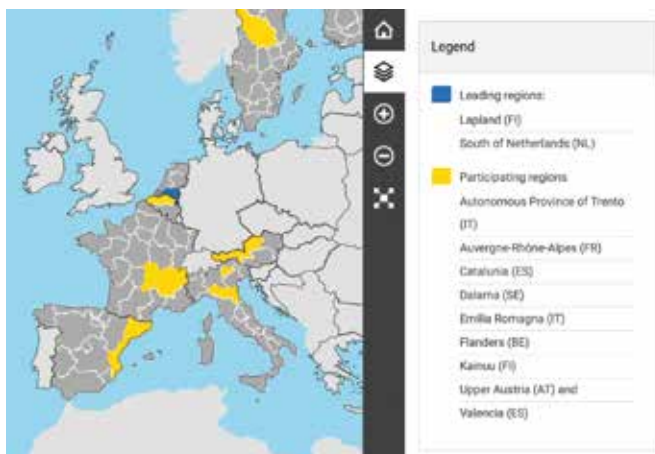 Legend
Leading regions:
Lapland (FI)
South of Netherlands (NL)
Participating regions
Autonomous Province of Trento
(IT)
Auvergne-Rhône-Alpes (FR)
Catalunia (ES)
Dalarna (SE)
Emilia Romagna (IT)
Flanders (BE)
Kainuu (FI)
Upper Austria (AT) and
Valencia (ES)